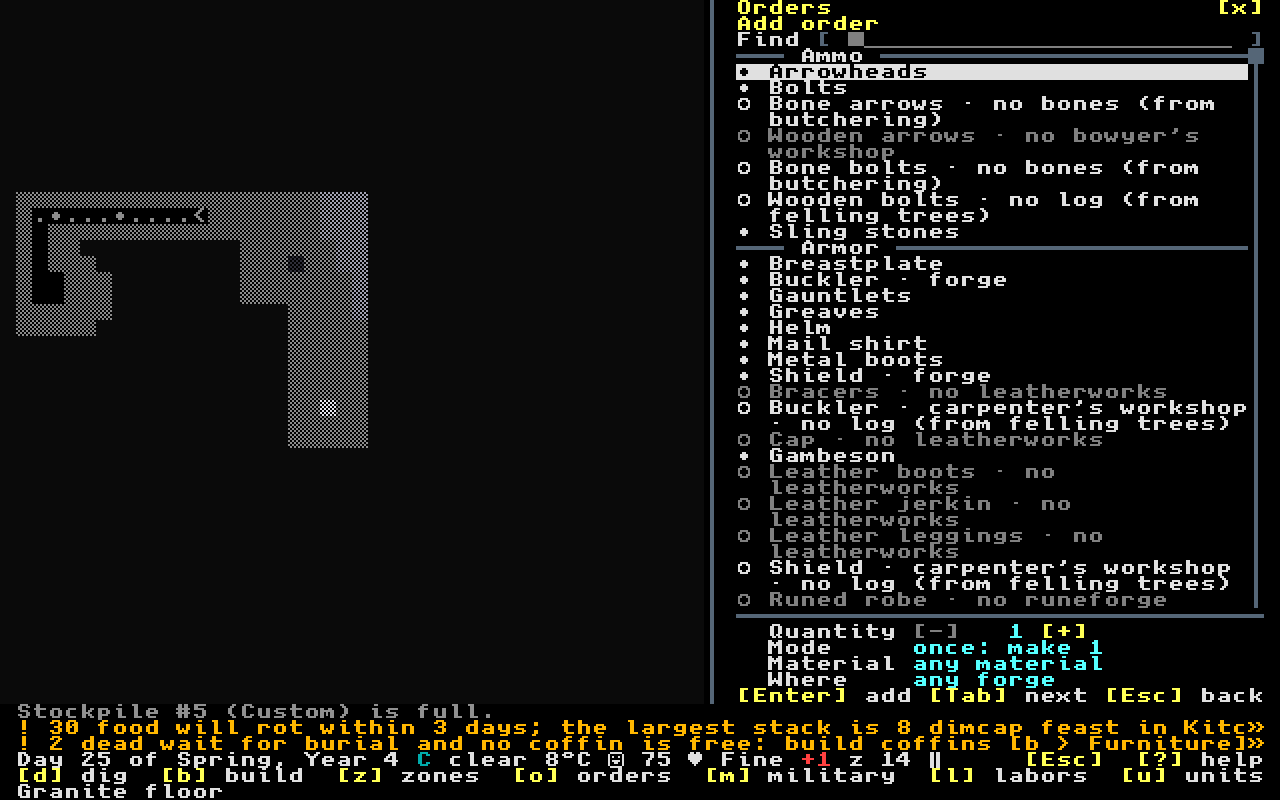 Orders [x]
Add order
Find [ ]
Ammo
• Arrowheads
• Bolts
o Bone arrows · no bones (from
butchering)
o Wooden arrows · no bowyer's
workshop
o Bone bolts · no bones (from
butchering)
o Wooden bolts · no log (from
felling trees)
• Sling stones
Armor
• Breastplate
• Buckler · forge
• Gauntlets
• Greaves
• Helm
• Mail shirt
• Metal boots
• Shield · forge
o Bracers · no leatherworks
o Buckler · carpenter's workshop
· no log (from felling trees)
o Cap · no leatherworks
• Gambeson
o Leather boots · no
leatherworks
o Leather jerkin · no
leatherworks
o Leather leggings · no
leatherworks
o Shield · carpenter's workshop
· no log (from felling trees)
o Runed robe · no runeforge
Quantity [-] 1 [+]
Mode once: make 1
Material any material
Where any forge
[Enter] add [Tab] next [Esc] back
Stockpile #5 (Custom) is full.
! 30 food will rot within 3 days; the largest stack is 8 dimcap feast in Kitc»
! 2 dead wait for burial and no coffin is free: build coffins [b > Furniture]»
Day 25 of Spring, Year 4 C clear 8°C 75 ♥ Fine +1 z 14 ‖ [Esc] [?] help
[d] dig [b] build [z] zones [o] orders [m] military [l] labors [u] units
Granite floor